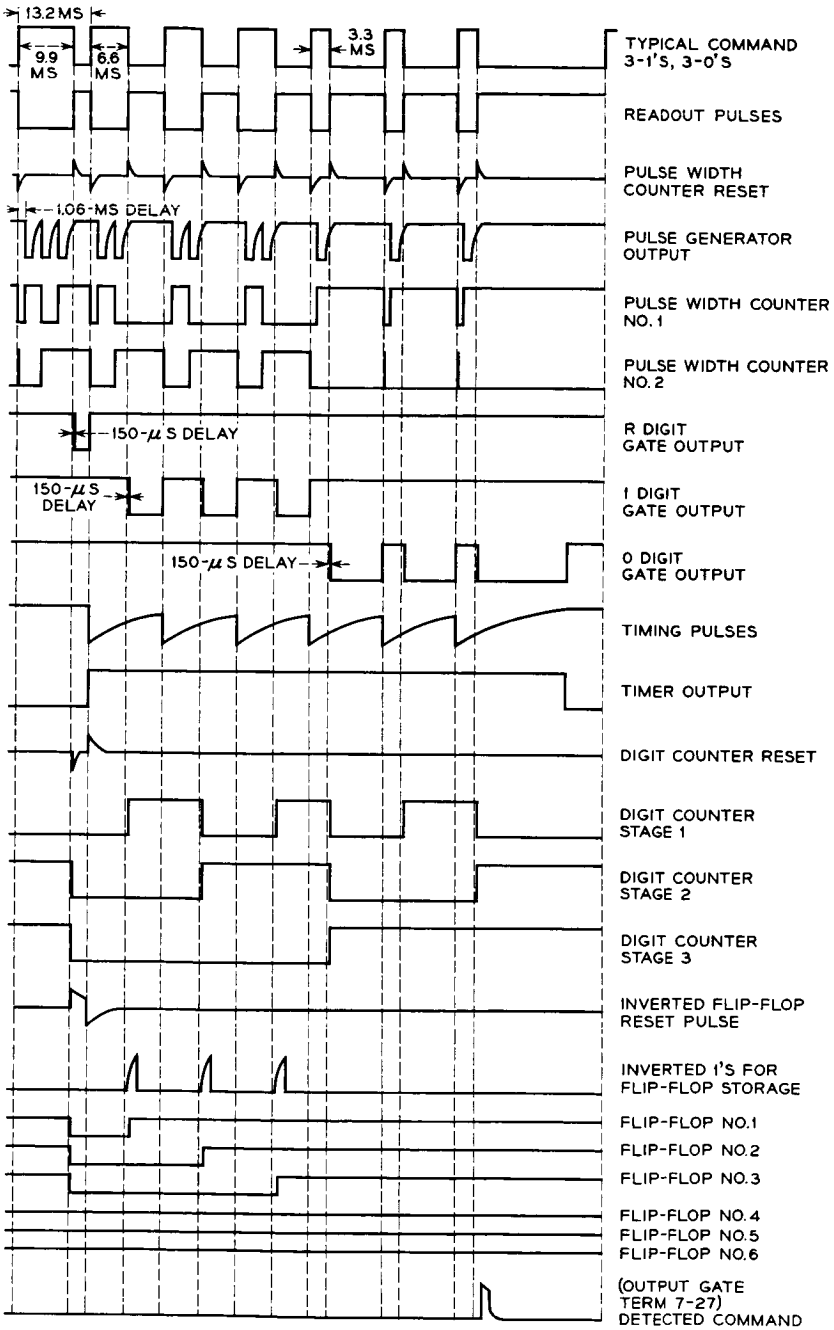 13.2 MS
9.9
MS
6.6
MS
3.3
MS
TYPICAL COMMAND
3-1'S, 3-0'S
READOUT PULSES
PULSE WIDTH
COUNTER RESET
1.06-MS DELAY
PULSE GENERATOR
OUTPUT
PULSE WIDTH COUNTER
NO.1
PULSE WIDTH COUNTER
NO.2
150-μS DELAY
R DIGIT
GATE OUTPUT
150-μS
DELAY
1 DIGIT
GATE OUTPUT
150-μS DELAY
0 DIGIT
GATE OUTPUT
TIMING PULSES
TIMER OUTPUT
DIGIT COUNTER RESET
DIGIT COUNTER
STAGE 1
DIGIT COUNTER
STAGE 2
DIGIT COUNTER
STAGE 3
INVERTED FLIP-FLOP
RESET PULSE
INVERTED 1'S FOR
FLIP-FLOP STORAGE
FLIP-FLOP NO.1
FLIP-FLOP NO.2
FLIP-FLOP NO.3
FLIP-FLOP NO.4
FLIP-FLOP NO.5
FLIP-FLOP NO.6
(OUTPUT GATE
TERM 7-27)
DETECTED COMMAND